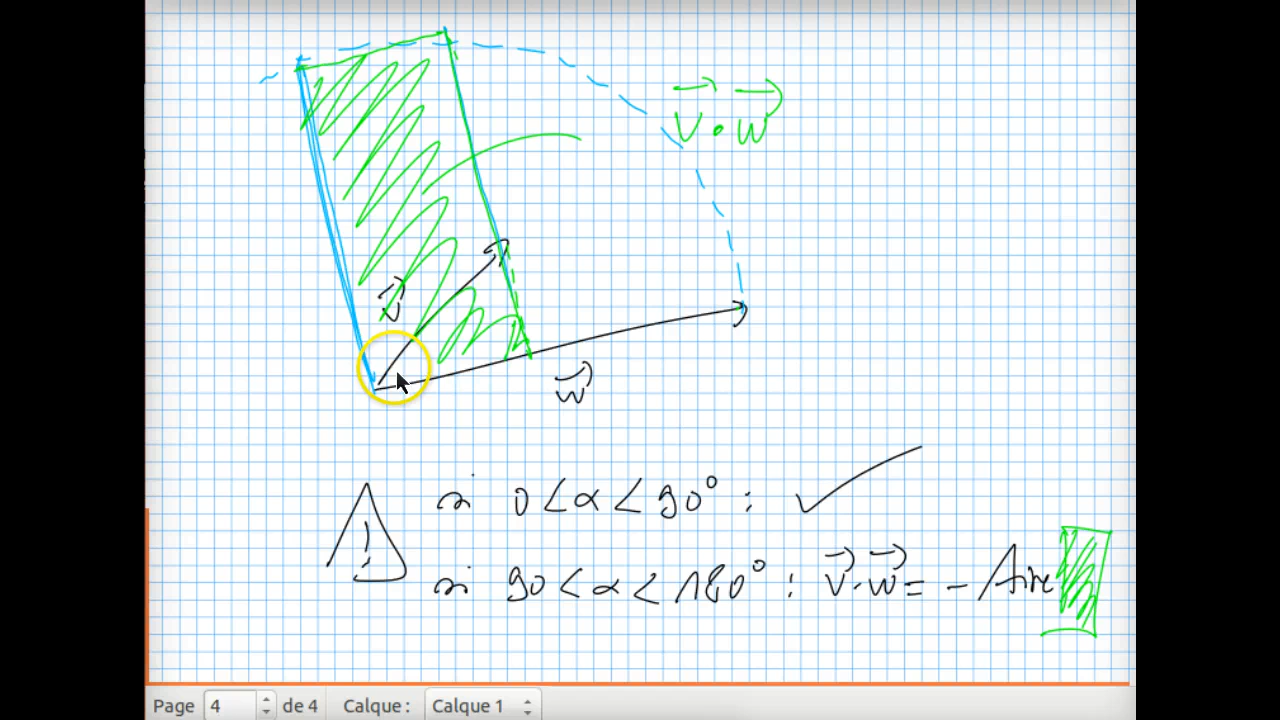 v⃗ • w⃗
v⃗
w⃗
! si 0 < α < 90° : ✓
si 90 < α < 180° : v⃗ · w⃗ = - Aire
Page 4 de 4 Calque : Calque 1